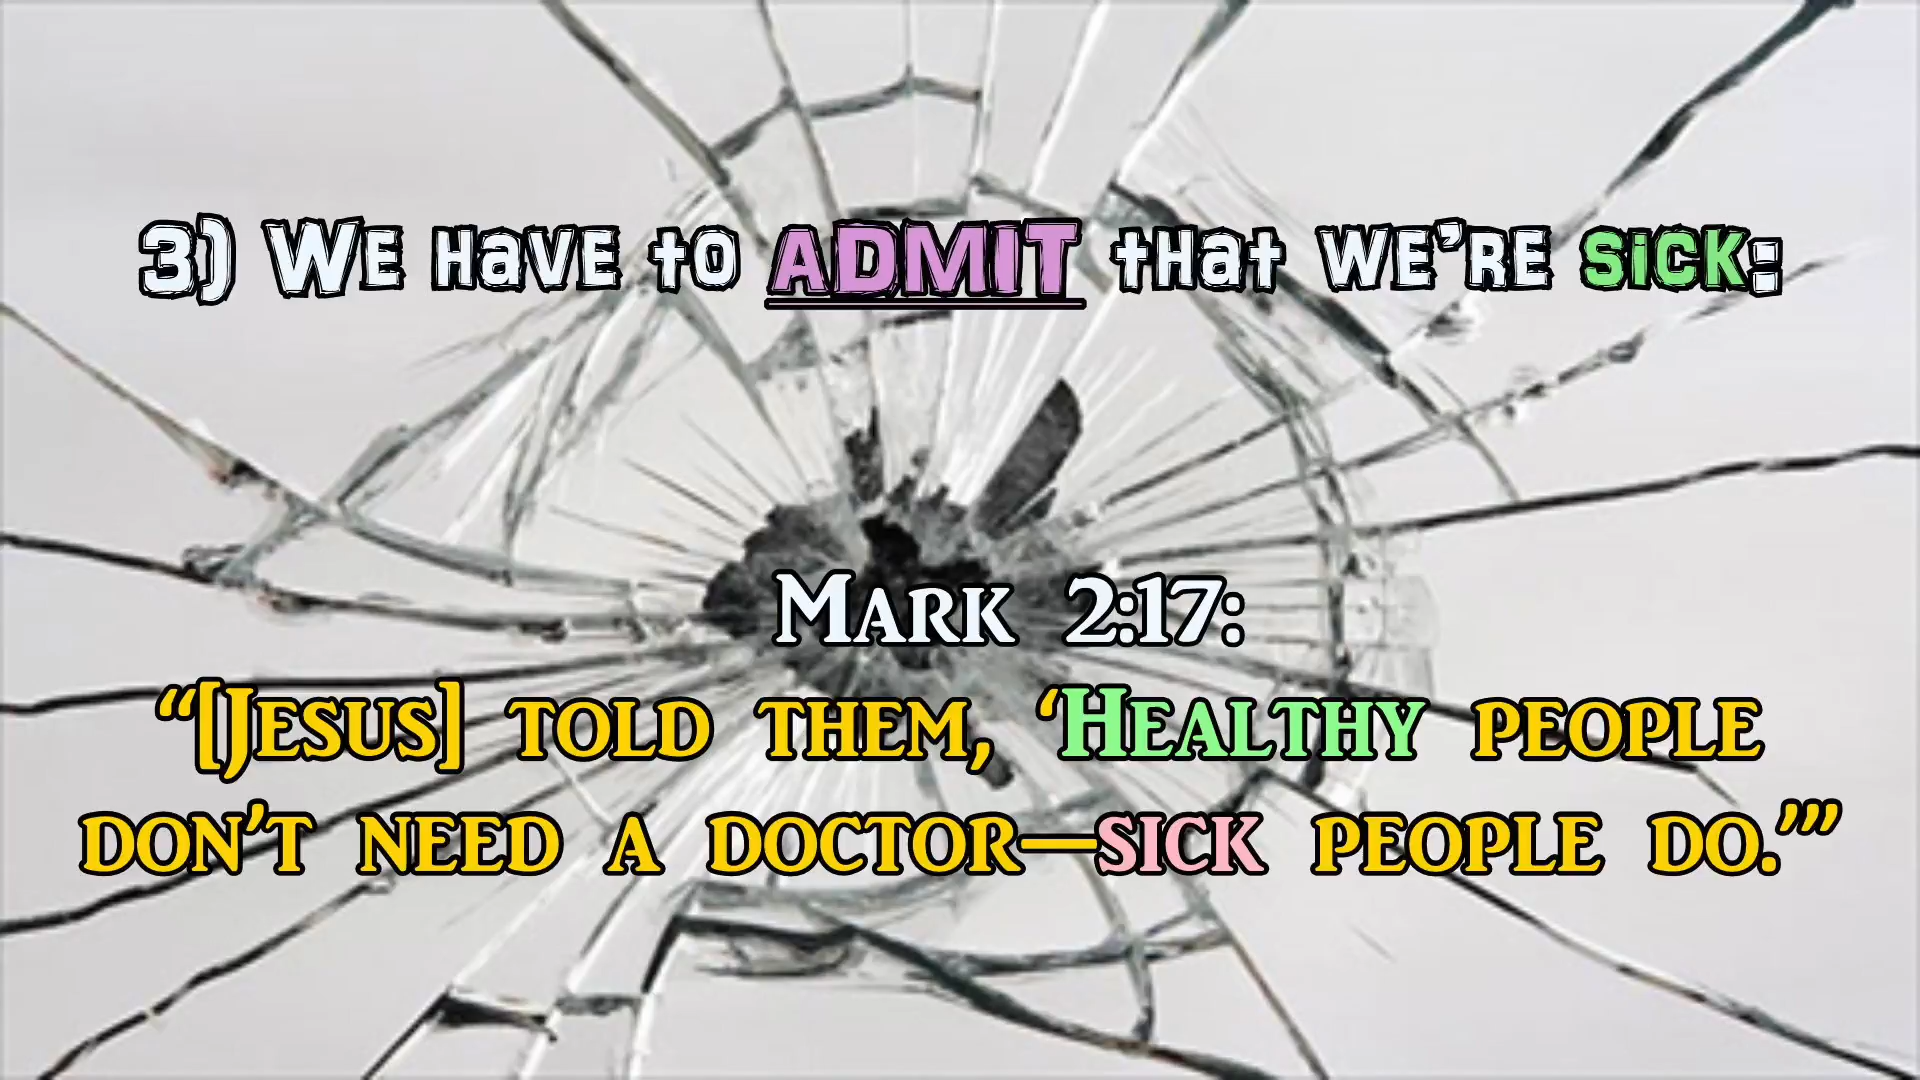 3) We have to ADMIT that we’re sick:
Mark 2:17:
“[Jesus] told them, ‘Healthy people
don’t need a doctor—sick people do.’”